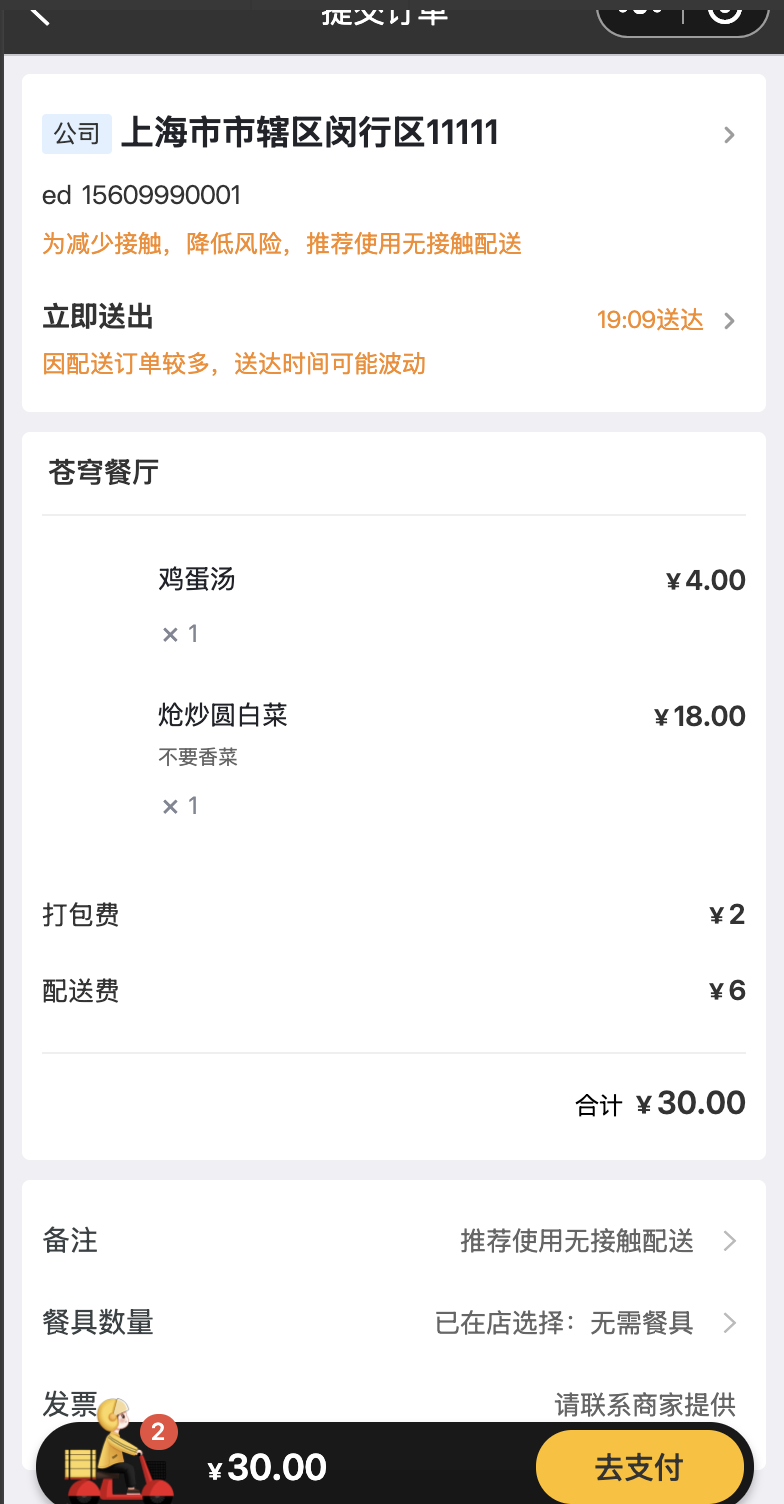 提交订单
公司 上海市市辖区闵行区11111
ed 15609990001
为减少接触，降低风险，推荐使用无接触配送
立即送出 19:09送达
因配送订单较多，送达时间可能波动
苍穹餐厅
鸡蛋汤 ¥4.00
× 1
炝炒圆白菜 ¥18.00
不要香菜
× 1
打包费 ¥2
配送费 ¥6
合计 ¥30.00
备注 推荐使用无接触配送
餐具数量 已在店选择：无需餐具
发票 请联系商家提供
2
¥30.00 去支付